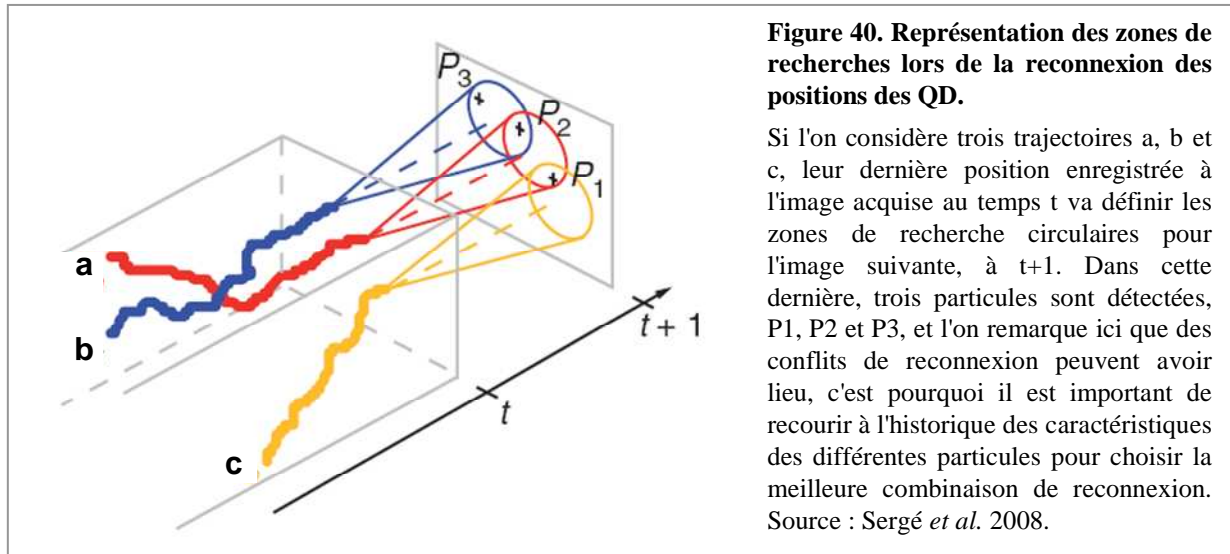 P3
P2
P1
a
b
c
t
t + 1
Figure 40. Représentation des zones de
recherches lors de la reconnexion des
positions des QD.
Si l'on considère trois trajectoires a, b et
c, leur dernière position enregistrée à
l'image acquise au temps t va définir les
zones de recherche circulaires pour
l'image suivante, à t+1. Dans cette
dernière, trois particules sont détectées,
P1, P2 et P3, et l'on remarque ici que des
conflits de reconnexion peuvent avoir
lieu, c'est pourquoi il est important de
recourir à l'historique des caractéristiques
des différentes particules pour choisir la
meilleure combinaison de reconnexion.
Source : Sergé et al. 2008.